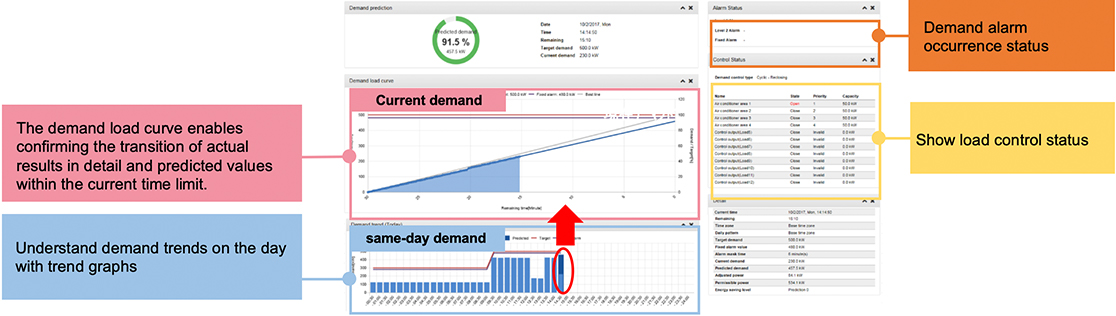 Demand prediction
Predicted demand
91.5 %
457.5 kW
Date 10/2/2017, Mon
Time 14:14:50
Remaining 15:10
Target demand 500.0 kW
Current demand 230.0 kW
Alarm Status
Level 2 Alarm -
Fixed Alarm -
Demand alarm
occurrence status
Control Status
Demand control type Cyclic - Reclosing
Name State Priority Capacity
Air conditioner area 1 Open 1 50.0 kW
Air conditioner area 2 Close 2 50.0 kW
Air conditioner area 3 Close 3 50.0 kW
Air conditioner area 4 Close 4 50.0 kW
Control output(Load5) Close Invalid 0.0 kW
Control output(Load6) Close Invalid 0.0 kW
Control output(Load7) Close Invalid 0.0 kW
Control output(Load8) Close Invalid 0.0 kW
Control output(Load9) Close Invalid 0.0 kW
Control output(Load10) Close Invalid 0.0 kW
Control output(Load11) Close Invalid 0.0 kW
Control output(Load12) Close Invalid 0.0 kW
Show load control status
Demand load curve
Current demand
500.0 kW Fixed alarm: 480.0 kW Base line
Remaining time(Minute)
Demand / Target(%)
The demand load curve enables
confirming the transition of actual
results in detail and predicted values
within the current time limit.
Demand trend (Today)
same-day demand
Predicted Target
Understand demand trends on the day
with trend graphs
Current time 10/2/2017, Mon, 14:14:50
Remaining 15:10
Time zone Base time zone
Daily pattern Base time zone
Target demand 500.0 kW
Fixed alarm value 480.0 kW
Alarm mask time 5 minute(s)
Current demand 230.0 kW
Predicted demand 457.5 kW
Adjusted power 84.1 kW
Permissible power 534.1 kW
Energy saving level Prediction 0